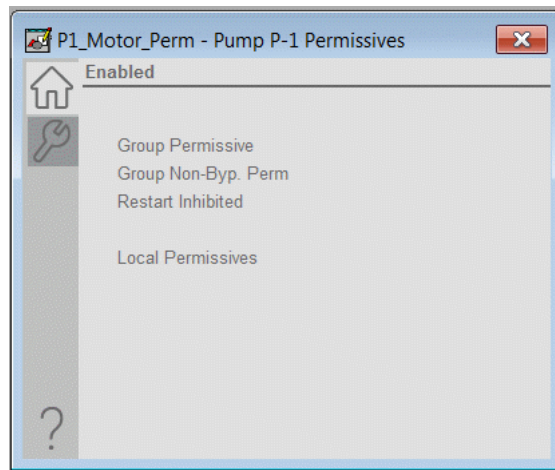 P1_Motor_Perm - Pump P-1 Permissives
Enabled
Group Permissive
Group Non-Byp. Perm
Restart Inhibited
Local Permissives
?